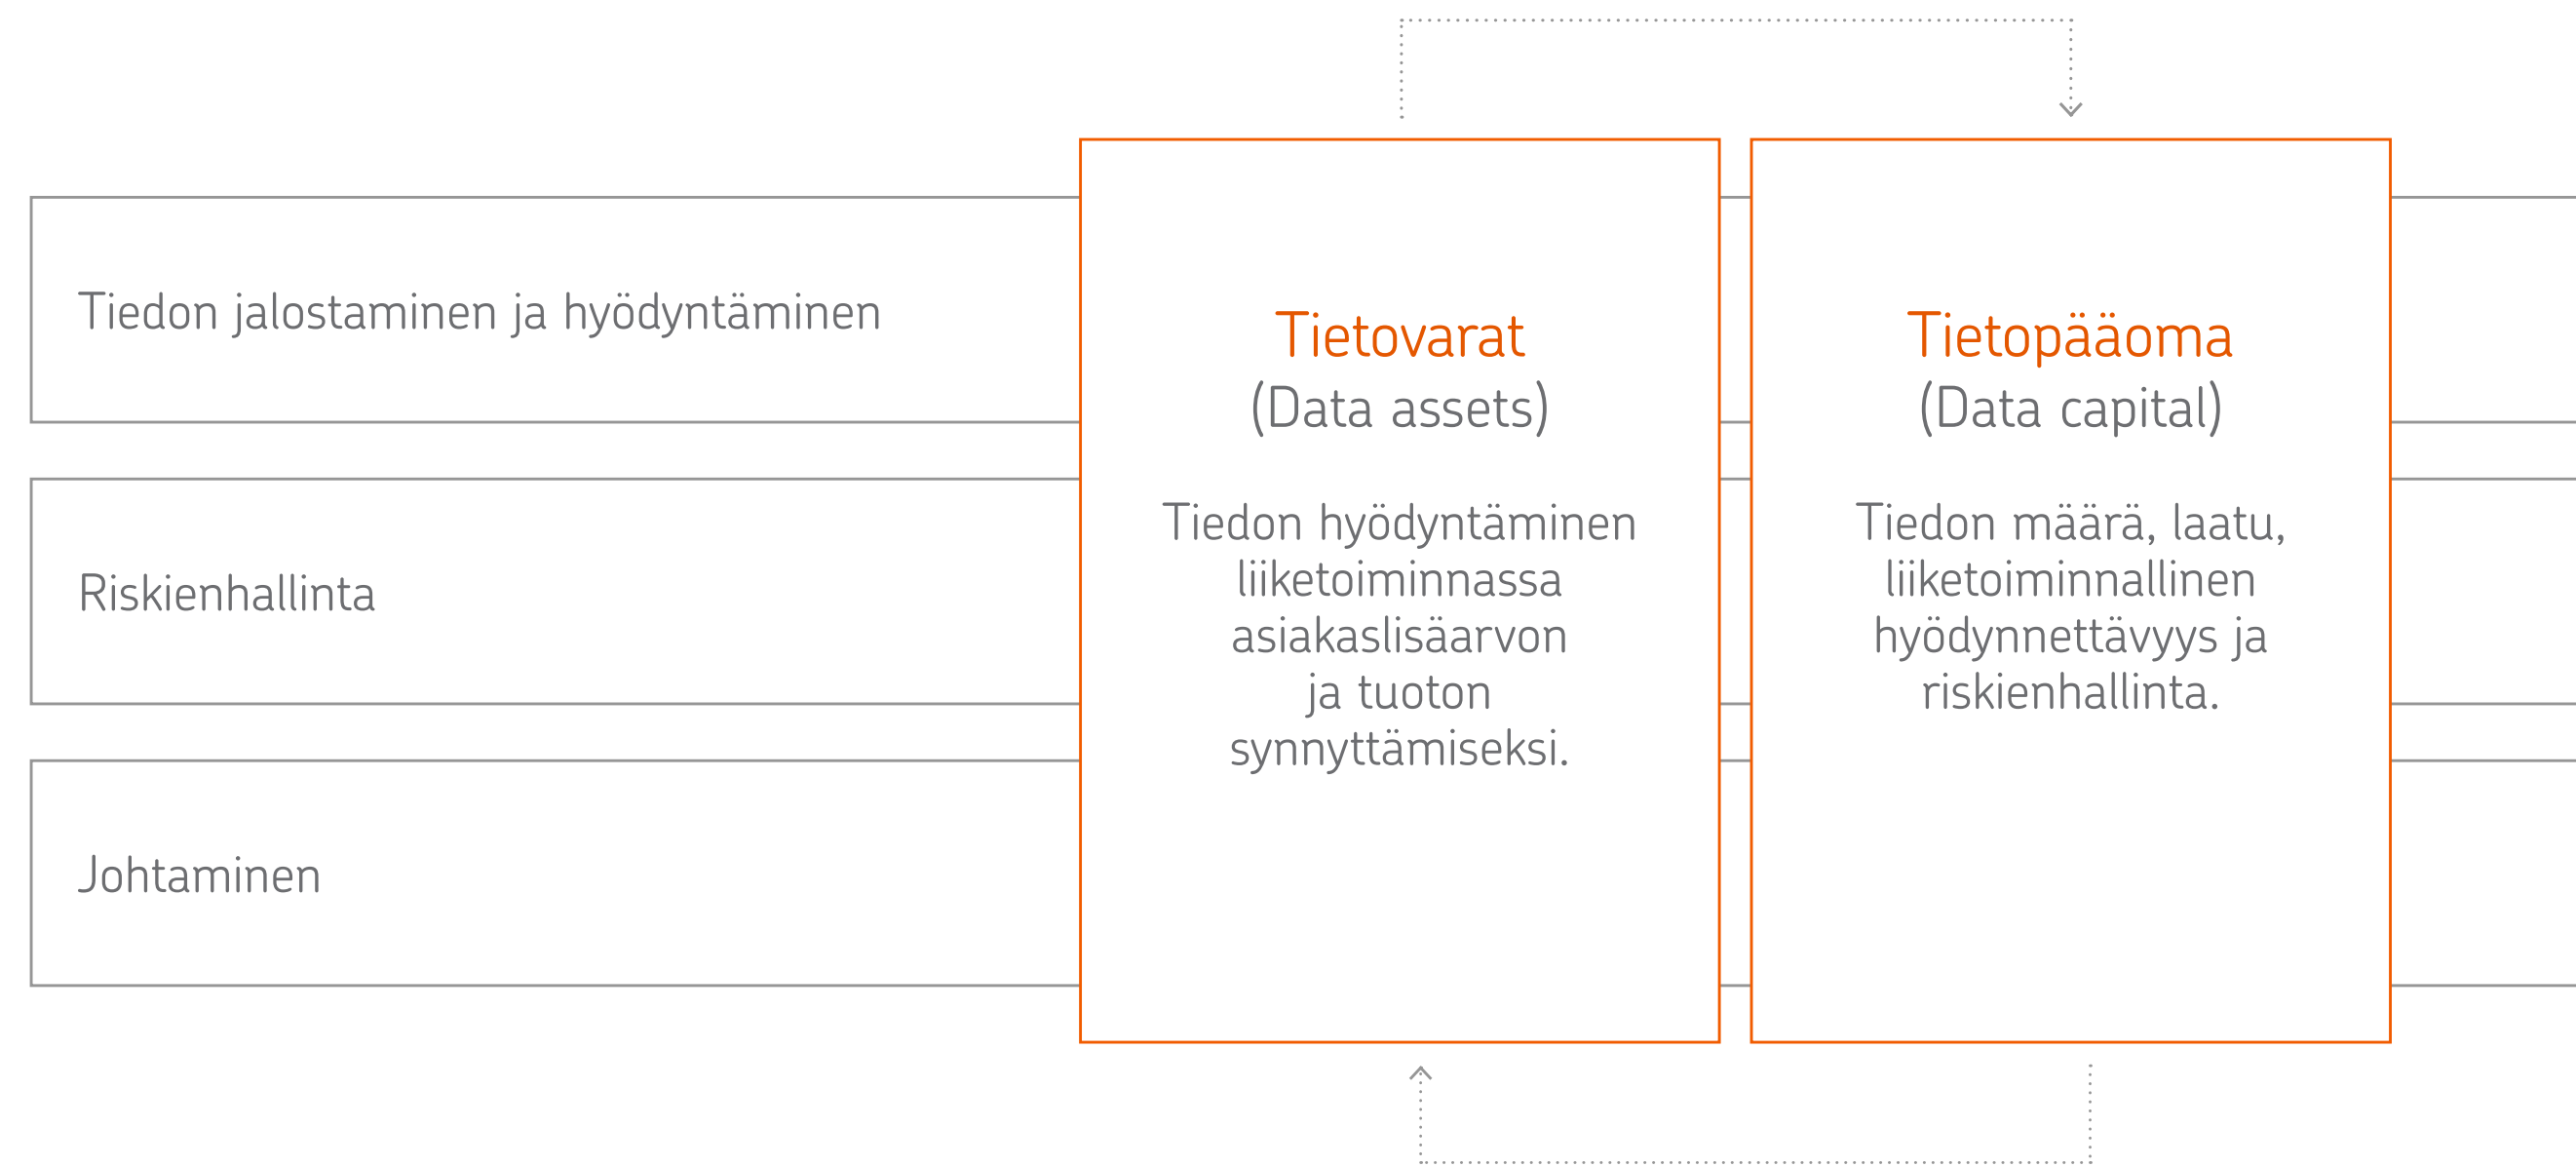 Tiedon jalostaminen ja hyödyntäminen
Riskienhallinta
Johtaminen
Tietovarat
(Data assets)
Tiedon hyödyntäminen
liiketoiminnassa
asiakaslisäarvon
ja tuoton
synnyttämiseksi.
Tietopääoma
(Data capital)
Tiedon määrä, laatu,
liiketoiminnallinen
hyödynnettävyys ja
riskienhallinta.